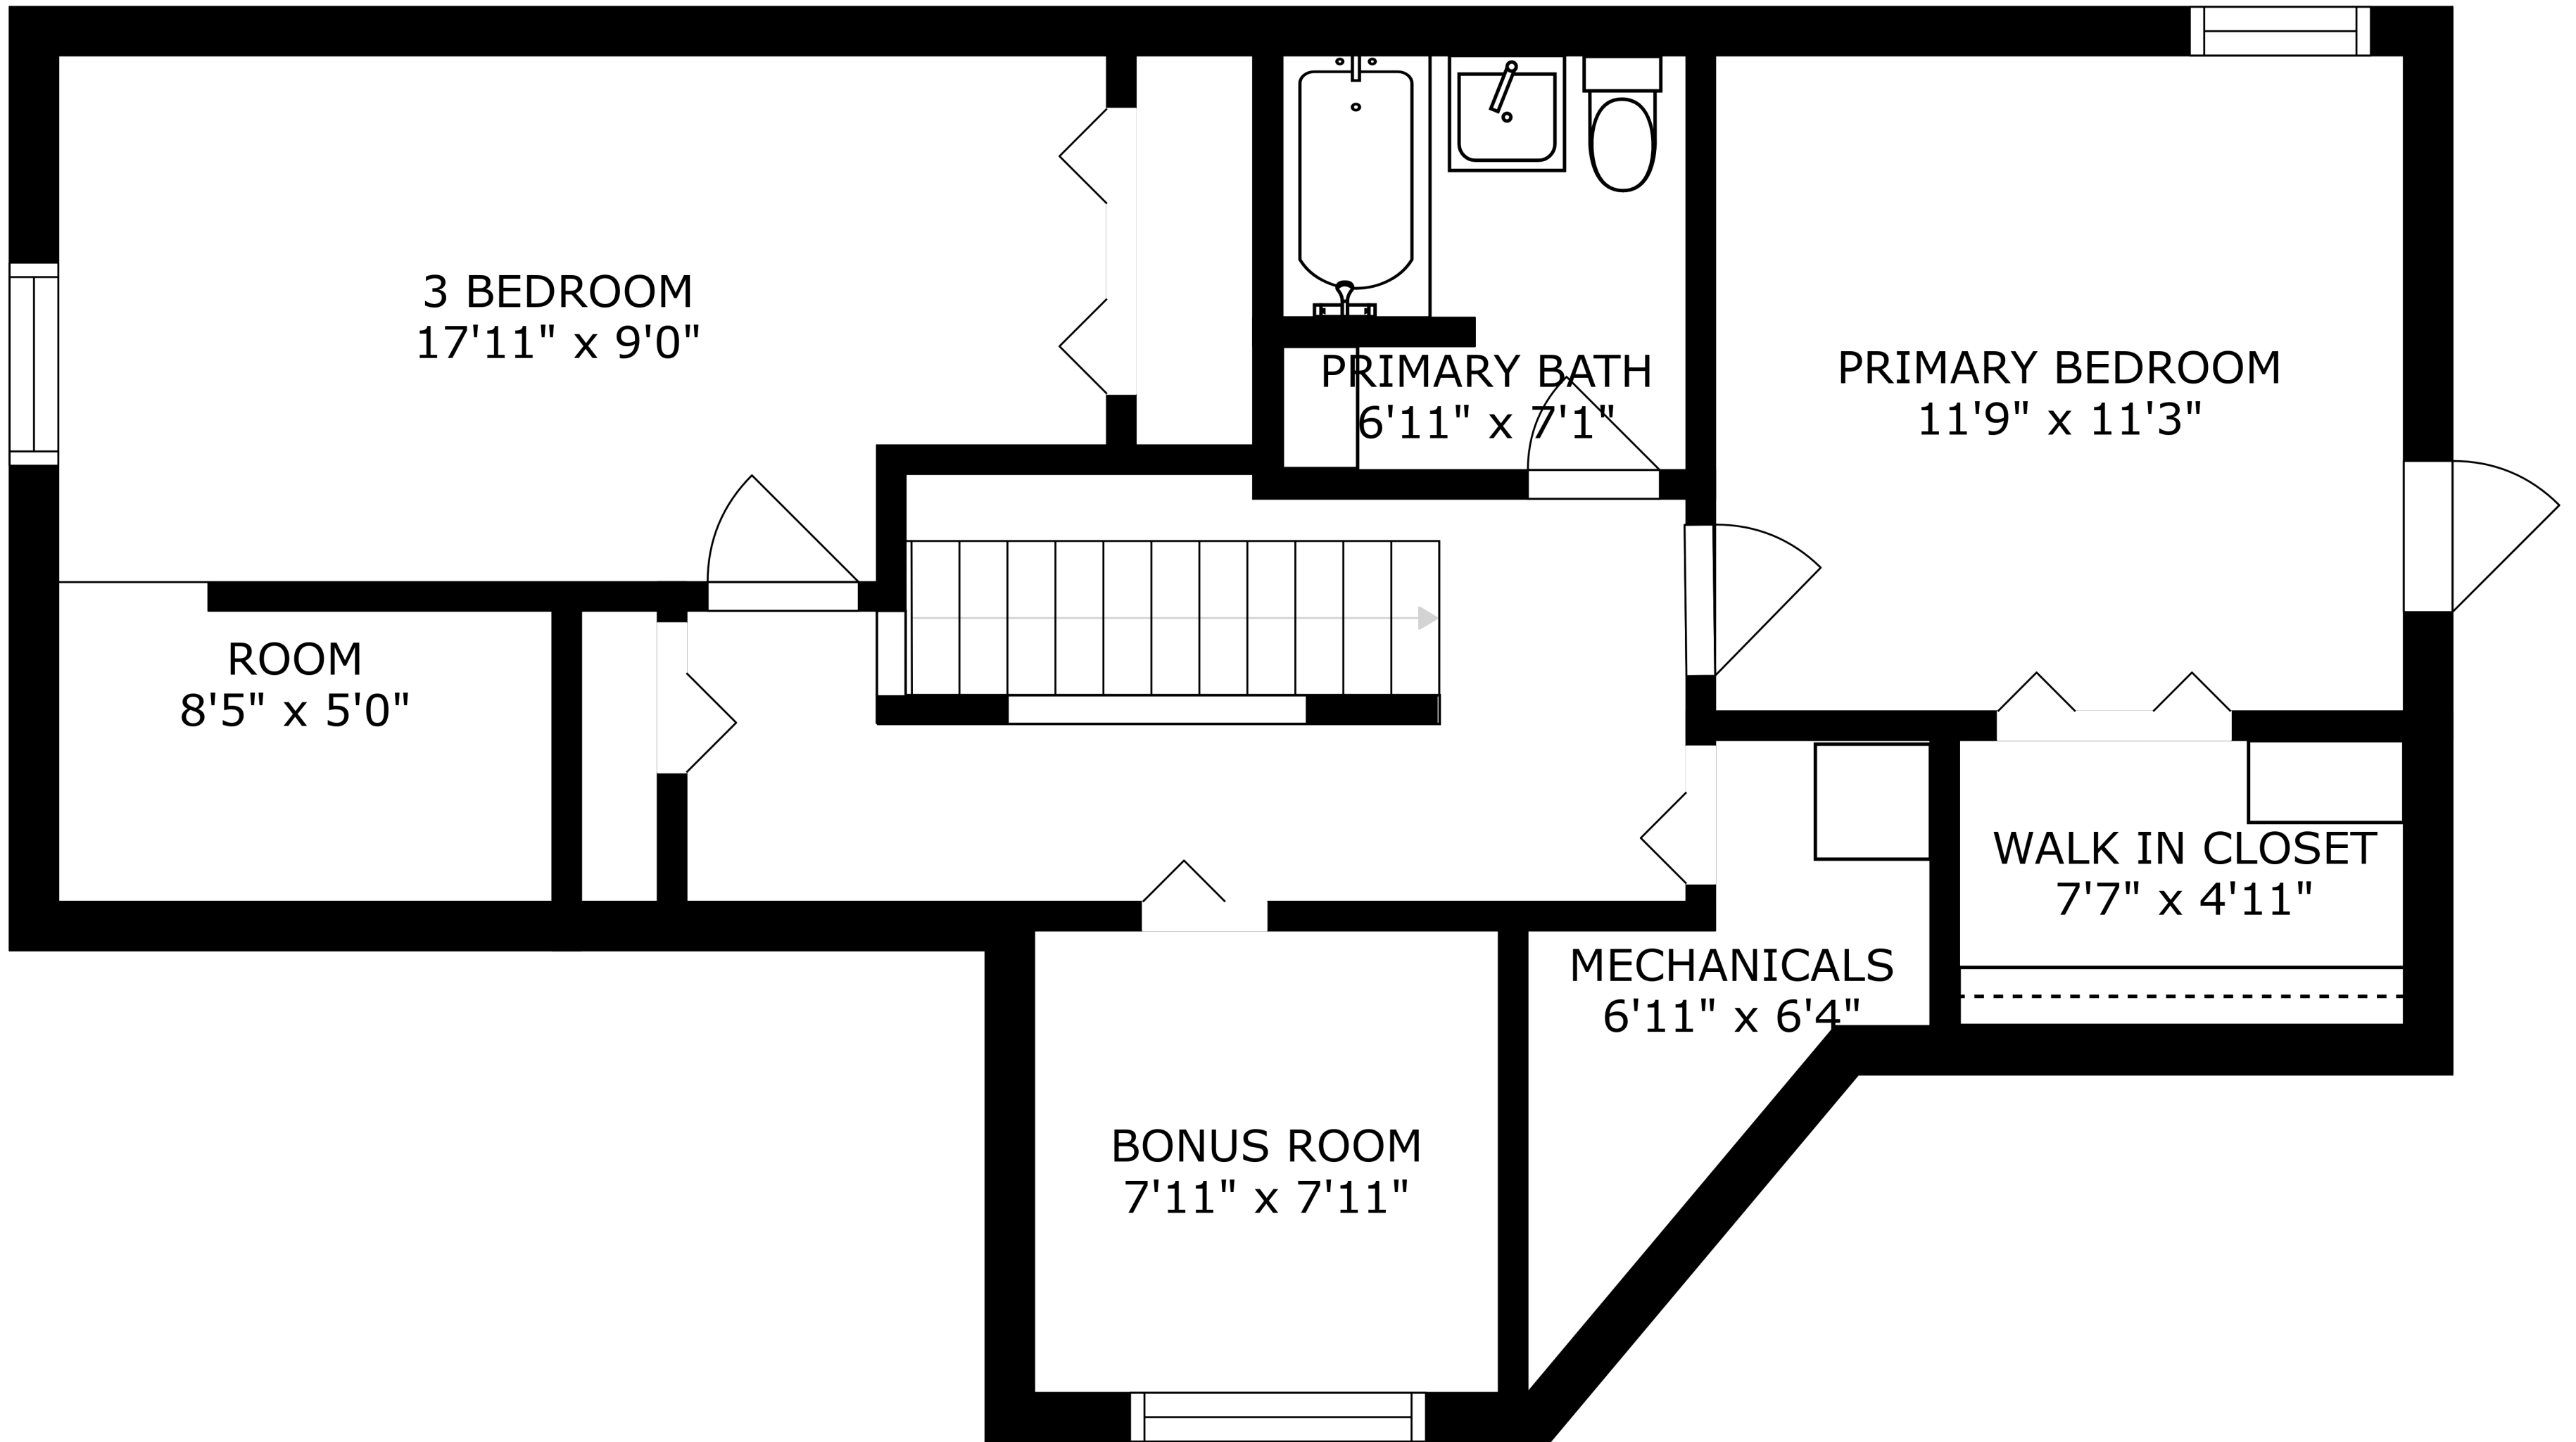 3 BEDROOM
17'11" x 9'0"
PRIMARY BATH
6'11" x 7'1"
PRIMARY BEDROOM
11'9" x 11'3"
ROOM
8'5" x 5'0"
WALK IN CLOSET
7'7" x 4'11"
MECHANICALS
6'11" x 6'4"
BONUS ROOM
7'11" x 7'11"